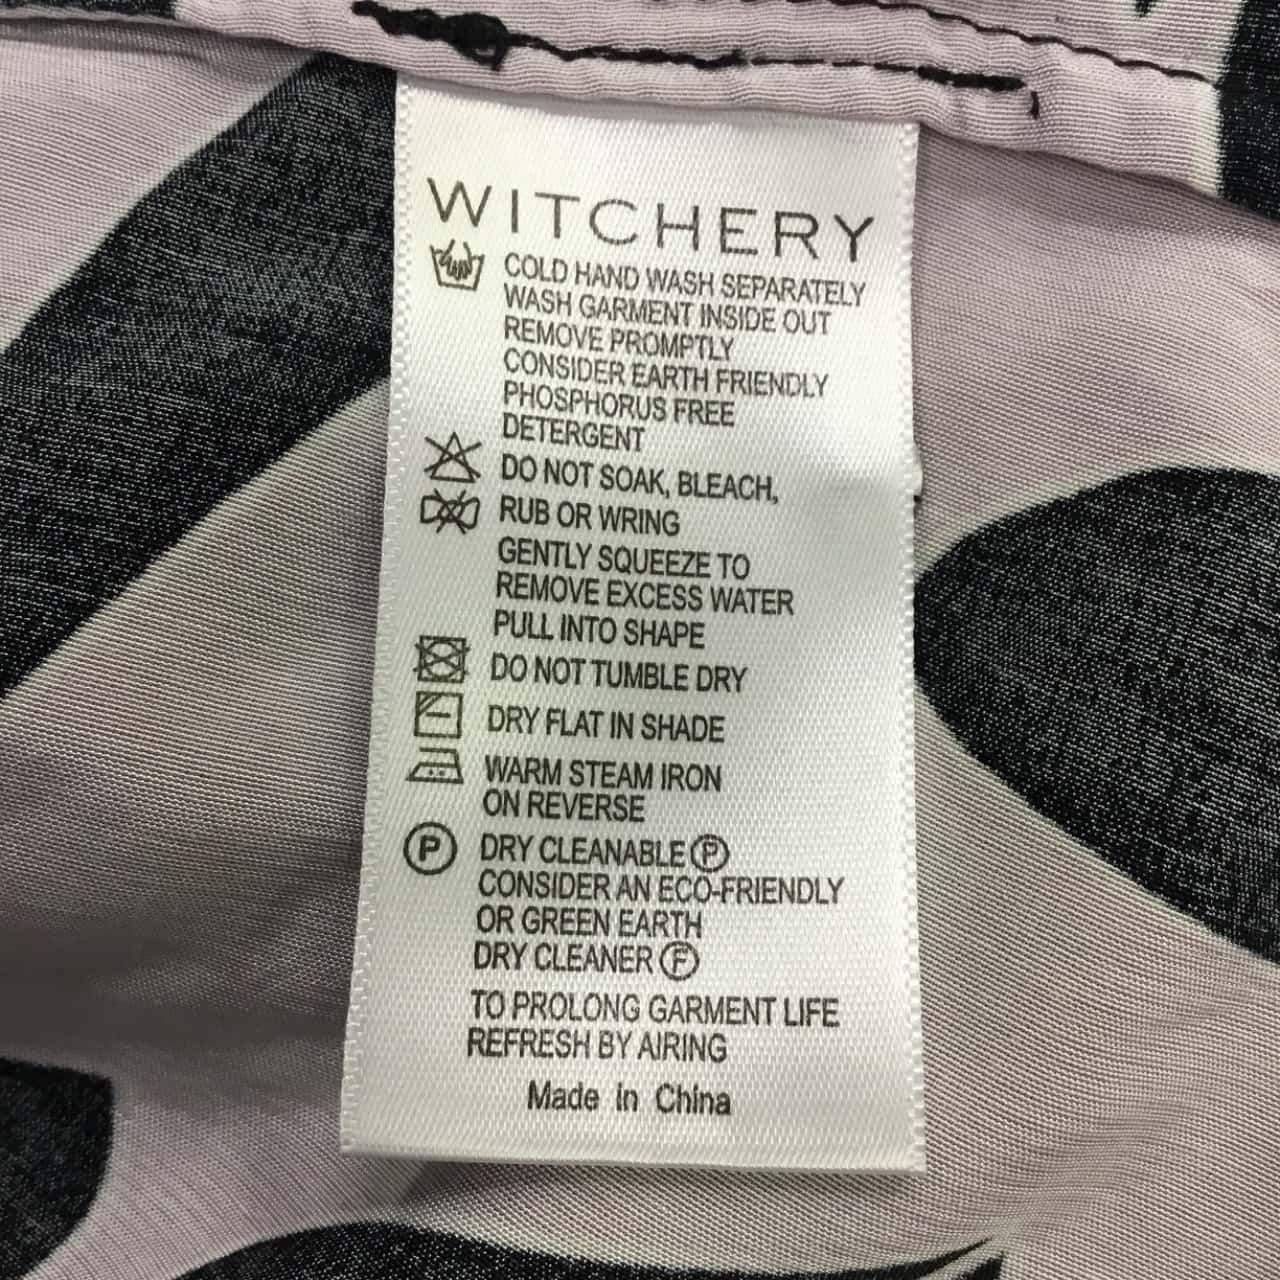 WITCHERY
COLD HAND WASH SEPARATELY
WASH GARMENT INSIDE OUT
REMOVE PROMPTLY
CONSIDER EARTH FRIENDLY
PHOSPHORUS FREE
DETERGENT
DO NOT SOAK, BLEACH,
RUB OR WRING
GENTLY SQUEEZE TO
REMOVE EXCESS WATER
PULL INTO SHAPE
DO NOT TUMBLE DRY
DRY FLAT IN SHADE
WARM STEAM IRON
ON REVERSE
P DRY CLEANABLE Ⓟ
CONSIDER AN ECO-FRIENDLY
OR GREEN EARTH
DRY CLEANER Ⓕ
TO PROLONG GARMENT LIFE
REFRESH BY AIRING
Made in China